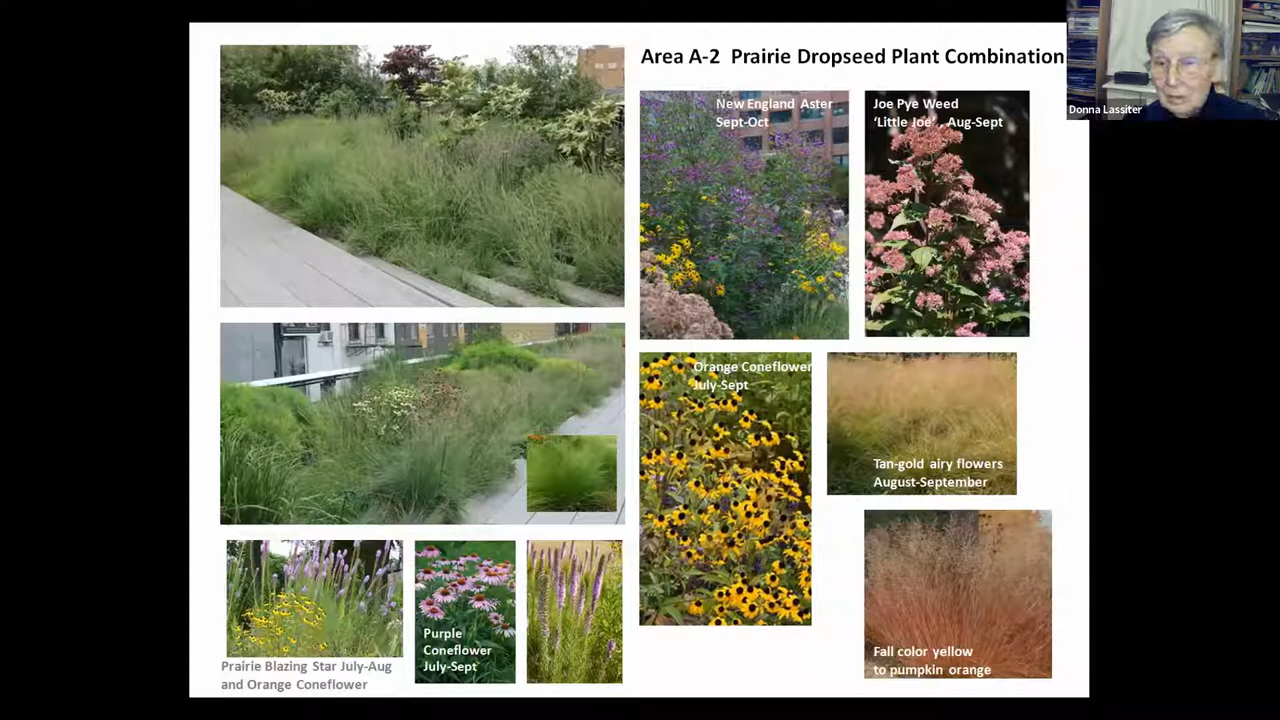 Area A-2 Prairie Dropseed Plant Combination
Donna Lassiter
New England Aster
Sept-Oct
Joe Pye Weed
‘Little Joe’ , Aug-Sept
Orange Coneflower
July-Sept
Tan-gold airy flowers
August-September
Purple
Coneflower
July-Sept
Prairie Blazing Star July-Aug
and Orange Coneflower
Fall color yellow
to pumpkin orange